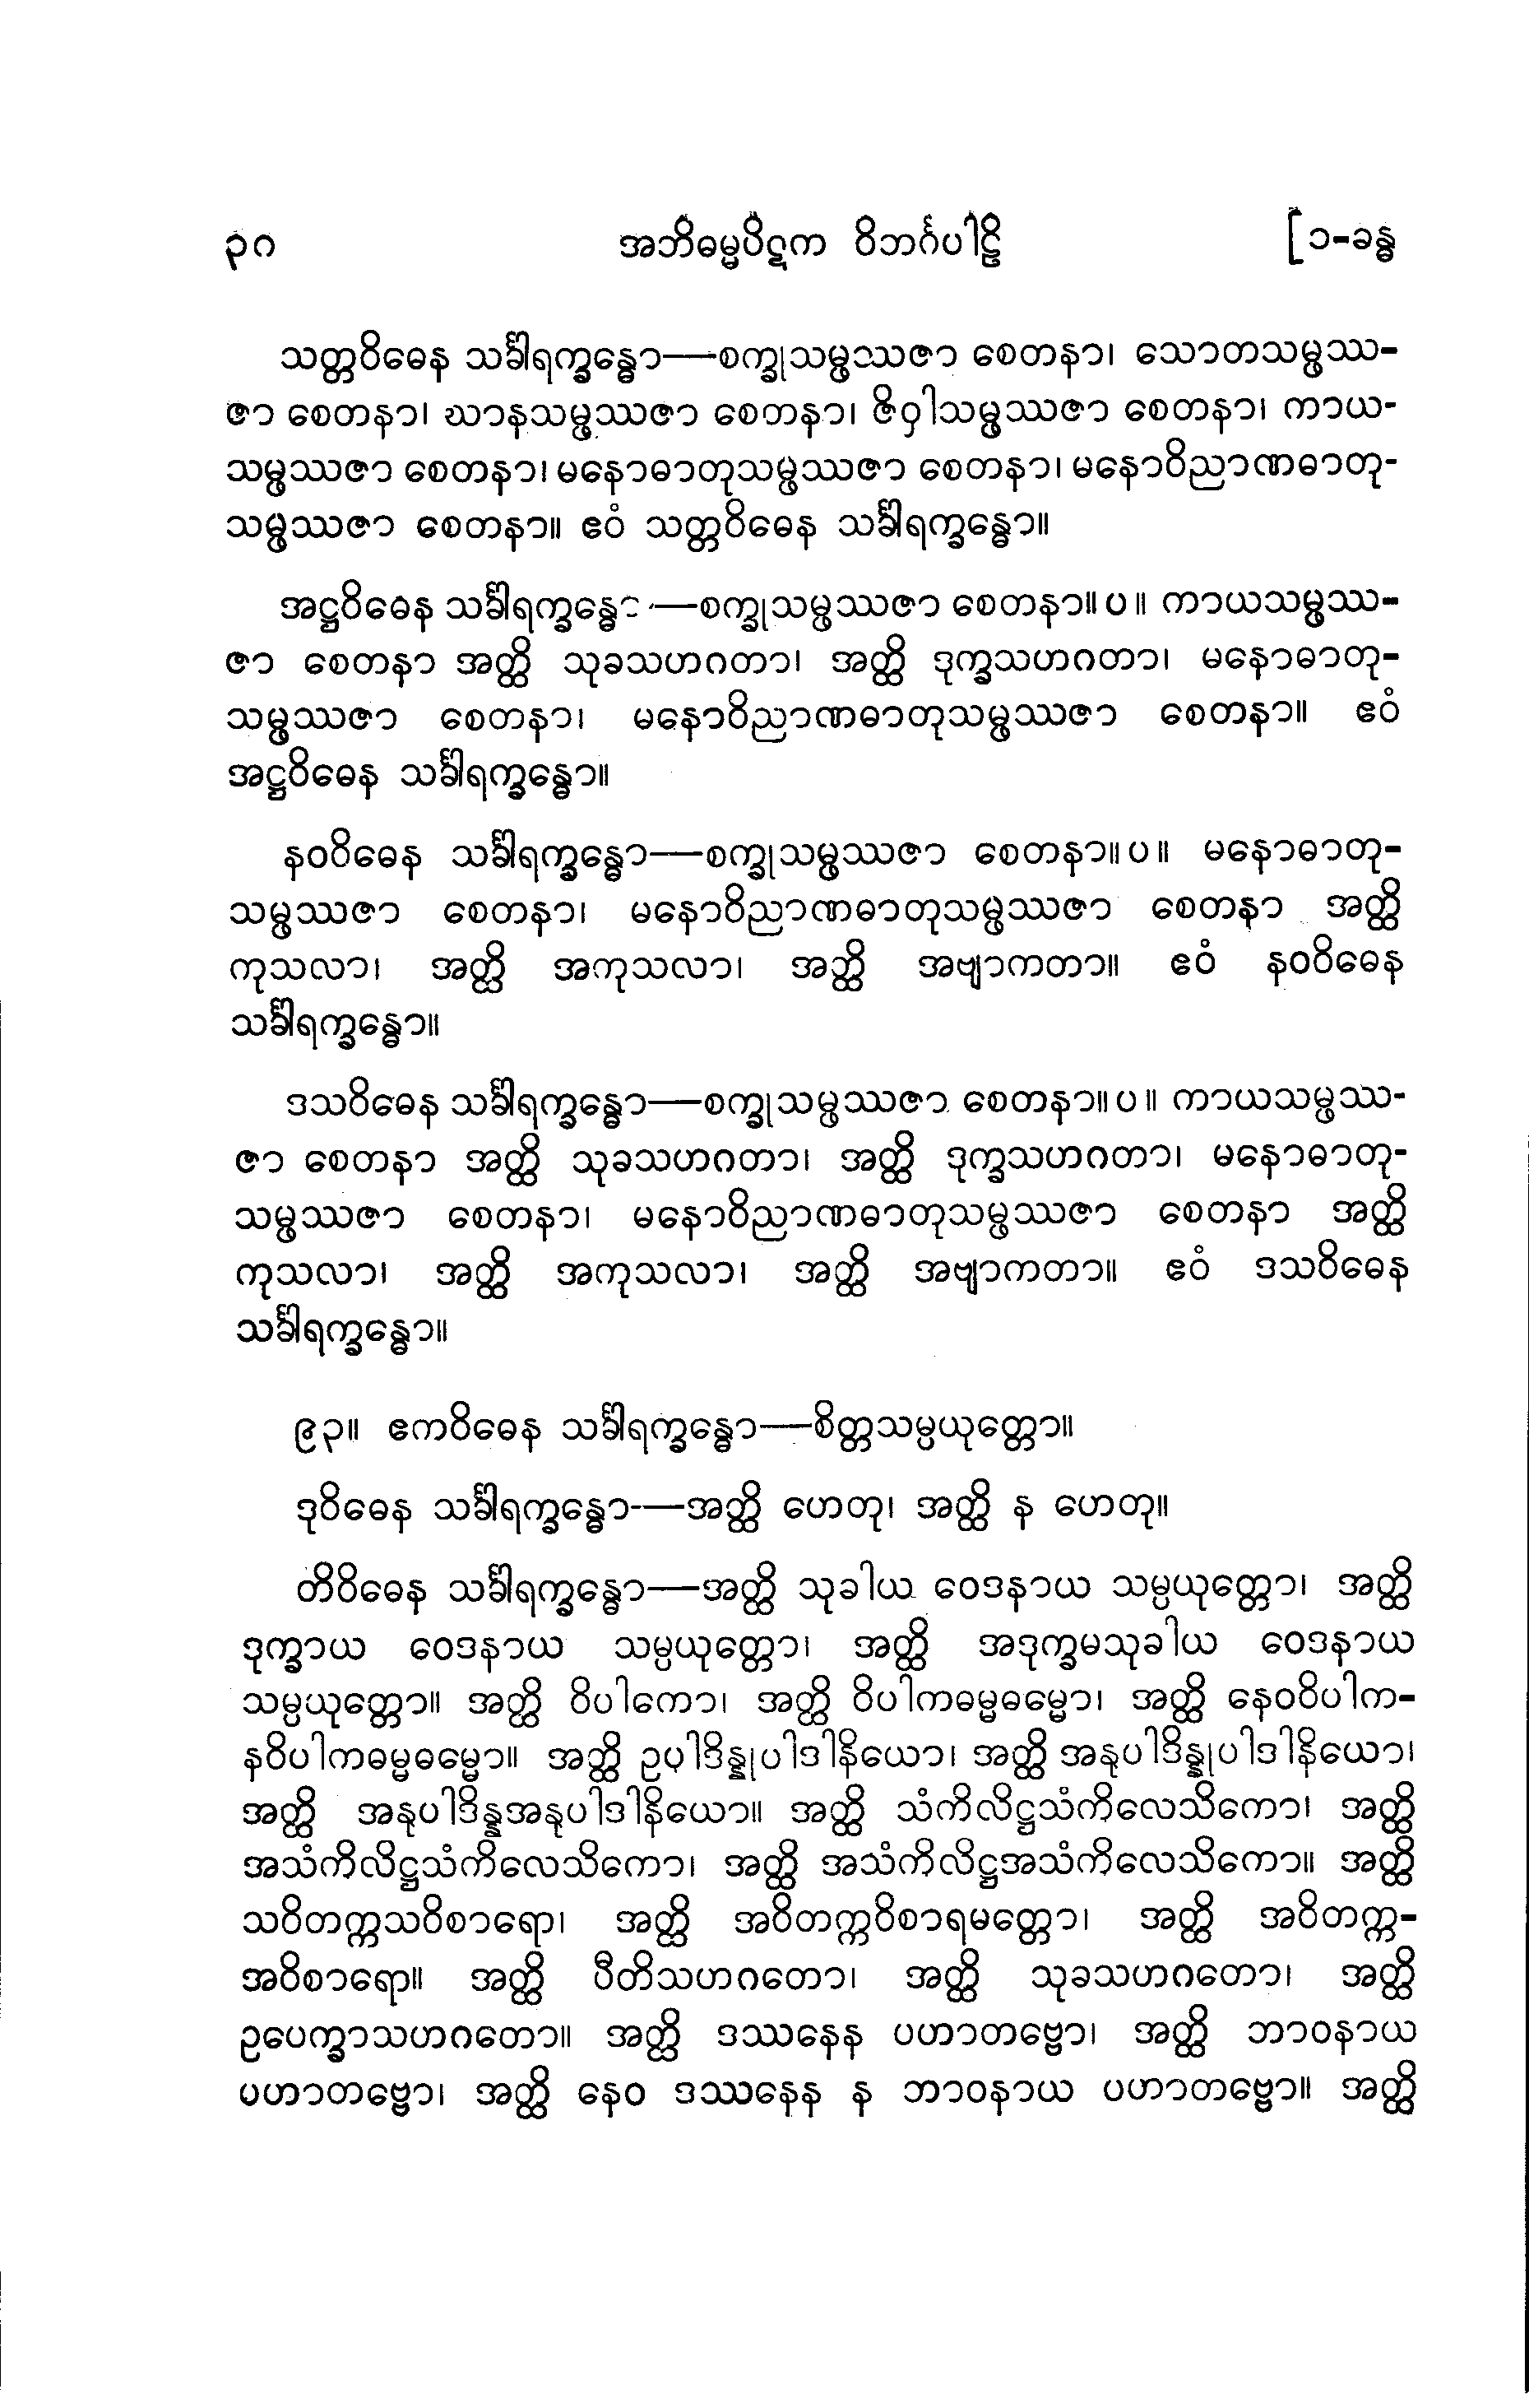 ၃ဂ အဘိဓမ္မပိဋက ဝိဘင်္ဂပါဠိ [၁-ခန္ဓ
သတ္တဝိဓေန သင်္ခါရက္ခန္ဓော—စက္ခုသမ္ဖဿဇာ စေတနာ၊ သောတသမ္ဖဿ-
ဇာ စေတနာ၊ ဃာနသမ္ဖဿဇာ စေတနာ၊ ဇိဝှါသမ္ဖဿဇာ စေတနာ၊ ကာယ-
သမ္ဖဿဇာ စေတနာ၊ မနောဓာတုသမ္ဖဿဇာ စေတနာ၊ မနောဝိညာဏဓာတု-
သမ္ဖဿဇာ စေတနာ။ ဧဝံ သတ္တဝိဓေန သင်္ခါရက္ခန္ဓော။
အဋ္ဌဝိဓေန သင်္ခါရက္ခန္ဓော—စက္ခုသမ္ဖဿဇာ စေတနာ။ ပ ။ ကာယသမ္ဖဿ-
ဇာ စေတနာ အတ္ထိ သုခသဟဂတာ၊ အတ္ထိ ဒုက္ခသဟဂတာ၊ မနောဓာတု-
သမ္ဖဿဇာ စေတနာ၊ မနောဝိညာဏဓာတုသမ္ဖဿဇာ စေတနာ။ ဧဝံ
အဋ္ဌဝိဓေန သင်္ခါရက္ခန္ဓော။
နဝဝိဓေန သင်္ခါရက္ခန္ဓော—စက္ခုသမ္ဖဿဇာ စေတနာ။ ပ ။ မနောဓာတု-
သမ္ဖဿဇာ စေတနာ၊ မနောဝိညာဏဓာတုသမ္ဖဿဇာ စေတနာ အတ္ထိ
ကုသလာ၊ အတ္ထိ အကုသလာ၊ အတ္ထိ အဗျာကတာ။ ဧဝံ နဝဝိဓေန
သင်္ခါရက္ခန္ဓော။
ဒသဝိဓေန သင်္ခါရက္ခန္ဓော—စက္ခုသမ္ဖဿဇာ စေတနာ။ ပ ။ ကာယသမ္ဖဿ-
ဇာ စေတနာ အတ္ထိ သုခသဟဂတာ၊ အတ္ထိ ဒုက္ခသဟဂတာ၊ မနောဓာတု-
သမ္ဖဿဇာ စေတနာ၊ မနောဝိညာဏဓာတုသမ္ဖဿဇာ စေတနာ အတ္ထိ
ကုသလာ၊ အတ္ထိ အကုသလာ၊ အတ္ထိ အဗျာကတာ။ ဧဝံ ဒသဝိဓေန
သင်္ခါရက္ခန္ဓော။
၉၃။ ဧကဝိဓေန သင်္ခါရက္ခန္ဓော—စိတ္တသမ္ပယုတ္တော။
ဒုဝိဓေန သင်္ခါရက္ခန္ဓော—အတ္ထိ ဟေတု၊ အတ္ထိ န ဟေတု။
တိဝိဓေန သင်္ခါရက္ခန္ဓော—အတ္ထိ သုခါယ ဝေဒနာယ သမ္ပယုတ္တော၊ အတ္ထိ
ဒုက္ခာယ ဝေဒနာယ သမ္ပယုတ္တော၊ အတ္ထိ အဒုက္ခမသုခါယ ဝေဒနာယ
သမ္ပယုတ္တော။ အတ္ထိ ဝိပါကော၊ အတ္ထိ ဝိပါကဓမ္မဓမ္မော၊ အတ္ထိ နေဝဝိပါက-
နဝိပါကဓမ္မဓမ္မော။ အတ္ထိ ဥပါဒိန္နုပါဒါနိယော၊ အတ္ထိ အနုပါဒိန္နုပါဒါနိယော၊
အတ္ထိ အနုပါဒိန္နအနုပါဒါနိယော။ အတ္ထိ သံကိလိဋ္ဌသံကိလေသိကော၊ အတ္ထိ
အသံကိလိဋ္ဌသံကိလေသိကော၊ အတ္ထိ အသံကိလိဋ္ဌအသံကိလေသိကော။ အတ္ထိ
သဝိတက္ကသဝိစာရော၊ အတ္ထိ အဝိတက္ကဝိစာရမတ္တော၊ အတ္ထိ အဝိတက္က-
အဝိစာရော။ အတ္ထိ ပီတိသဟဂတော၊ အတ္ထိ သုခသဟဂတော၊ အတ္ထိ
ဥပေက္ခာသဟဂတော။ အတ္ထိ ဒဿနေန ပဟာတဗ္ဗော၊ အတ္ထိ ဘာဝနာယ
ပဟာတဗ္ဗော၊ အတ္ထိ နေဝ ဒဿနေန န ဘာဝနာယ ပဟာတဗ္ဗော။ အတ္ထိ